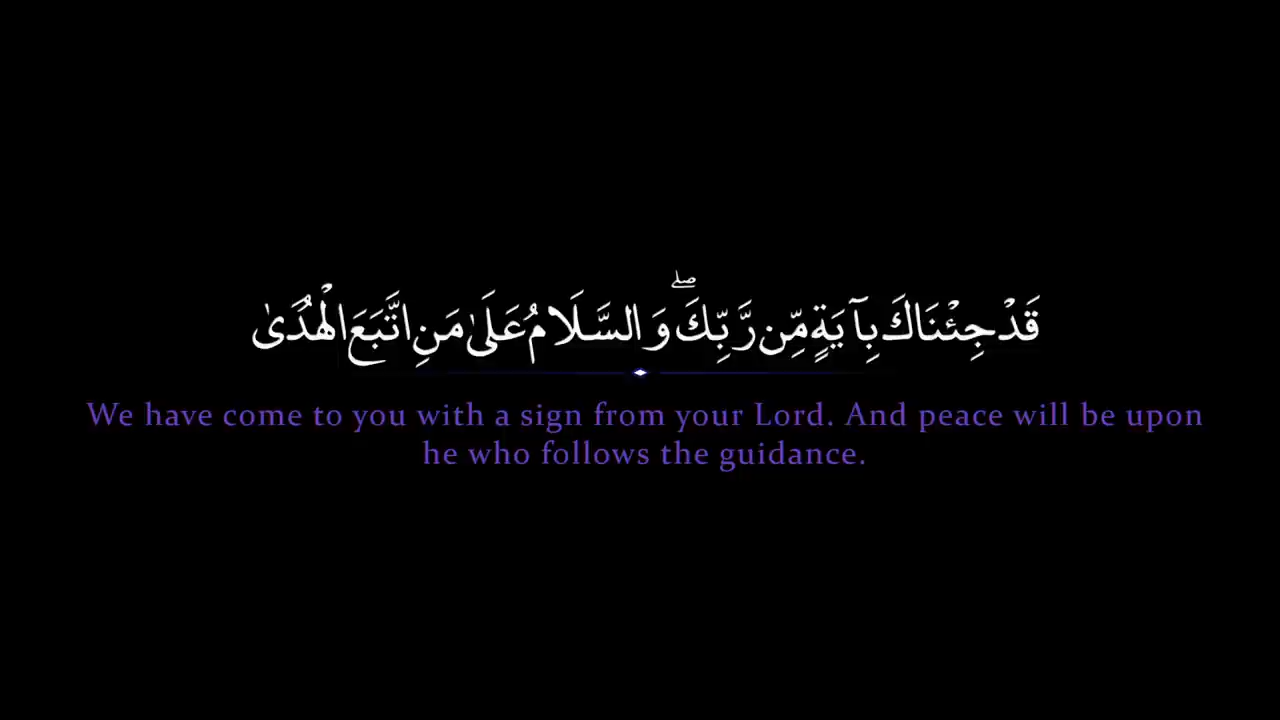 قَدْ جِئْنَاكَ بِآيَةٍ مِّن رَّبِّكَ ۖ وَالسَّلَامُ عَلَىٰ مَنِ اتَّبَعَ الْهُدَىٰ
We have come to you with a sign from your Lord. And peace will be upon
he who follows the guidance.